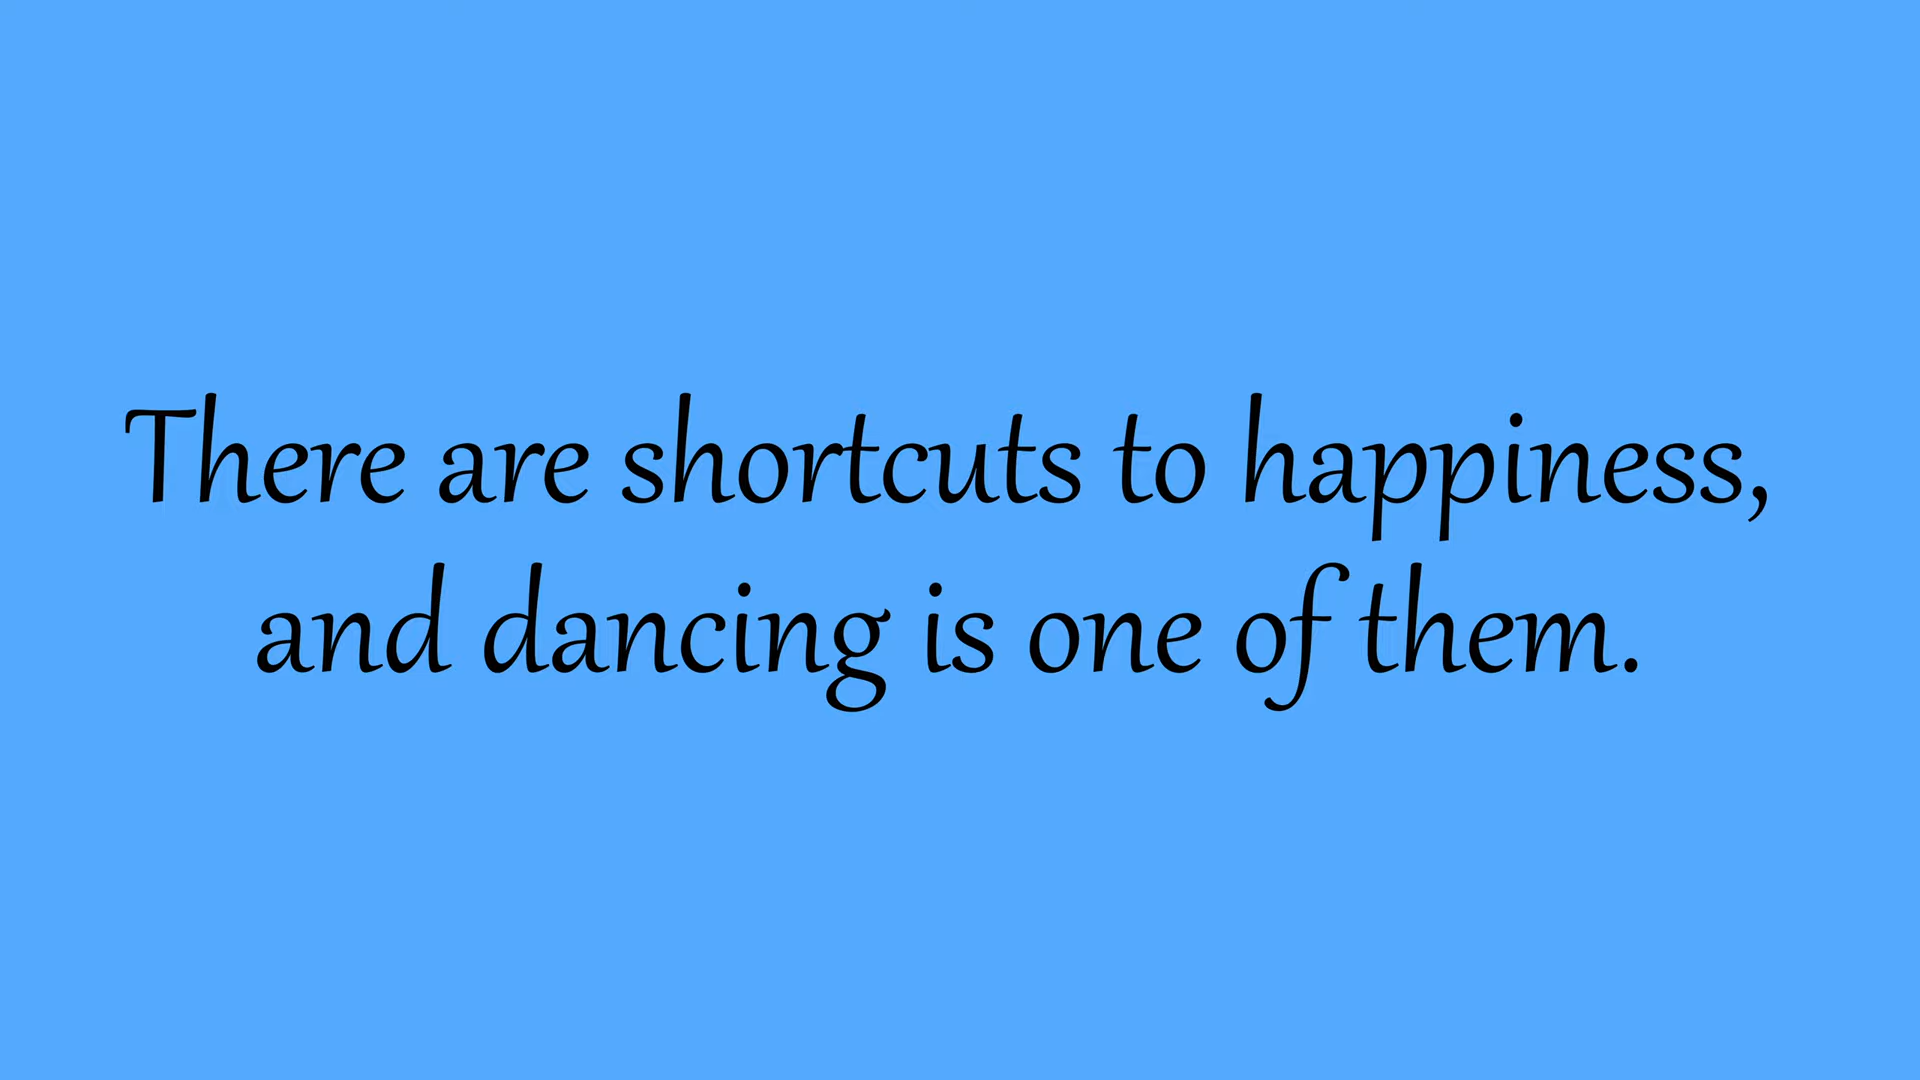 There are shortcuts to happiness,
and dancing is one of them.